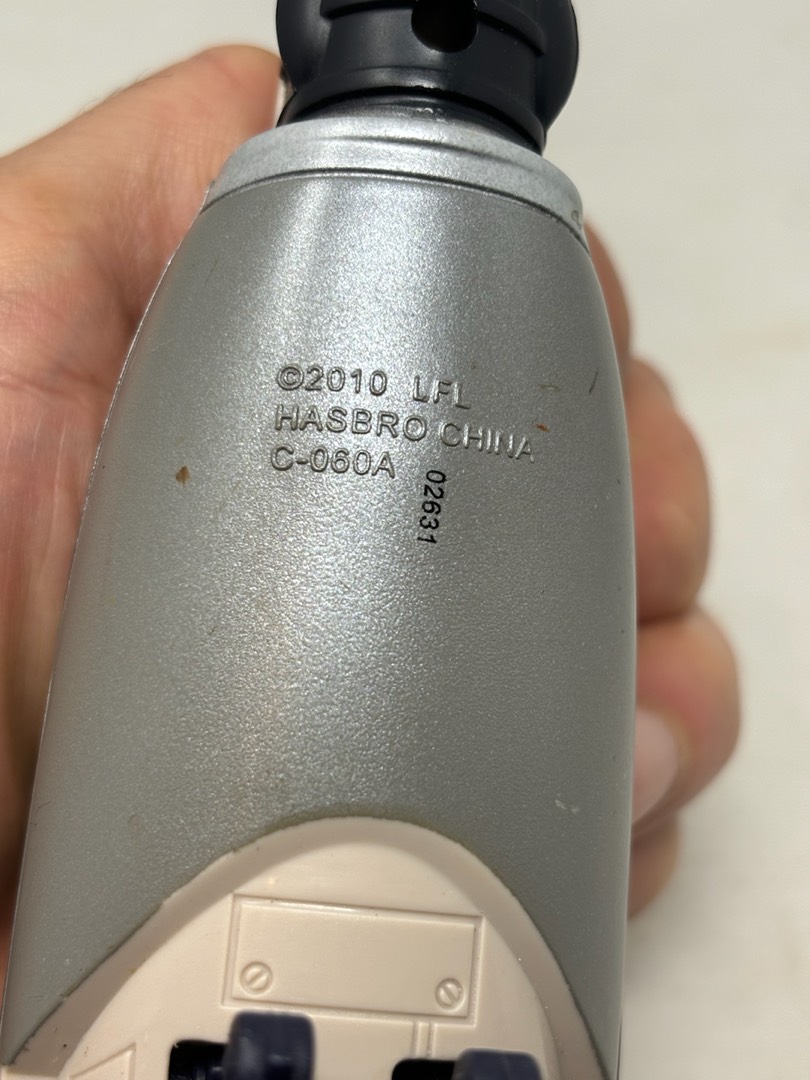 ©2010 LFL
HASBRO CHINA
C-060A
02631